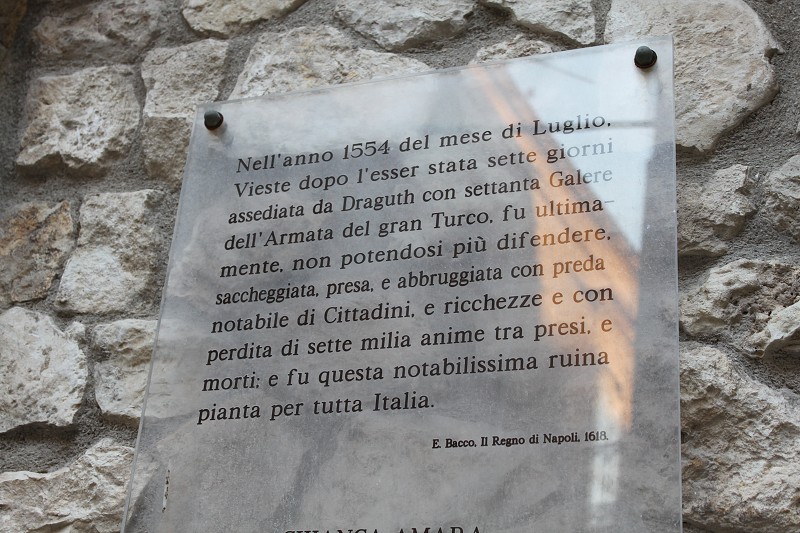 Nell'anno 1554 del mese di Luglio,
Vieste dopo l'esser stata sette giorni
assediata da Draguth con settanta Galere
dell'Armata del gran Turco, fu ultima-
mente, non potendosi più difendere,
saccheggiata, presa, e abbruggiata con preda
notabile di Cittadini, e ricchezze e con
perdita di sette milia anime tra presi, e
morti; e fu questa notabilissima ruina
pianta per tutta Italia.
E. Bacco, Il Regno di Napoli, 1618.
CHIANCA AMARA